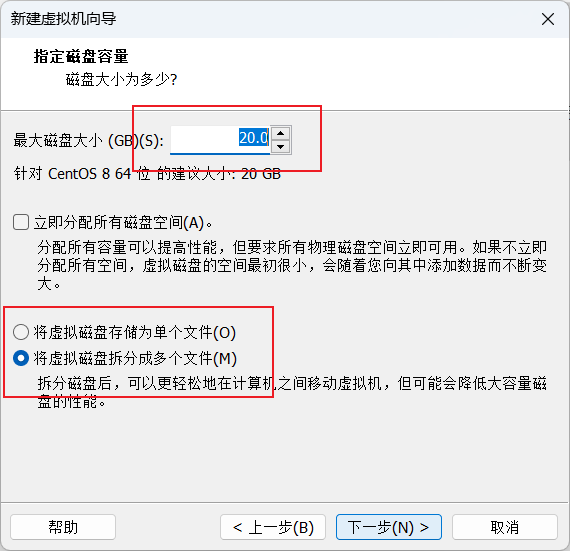 新建虚拟机向导
指定磁盘容量
磁盘大小为多少?
最大磁盘大小 (GB)(S): 20.0
针对 CentOS 8 64 位 的建议大小: 20 GB
立即分配所有磁盘空间(A)。
分配所有容量可以提高性能，但要求所有物理磁盘空间立即可用。如果不立即
分配所有空间，虚拟磁盘的空间最初很小，会随着您向其中添加数据而不断变
大。
将虚拟磁盘存储为单个文件(O)
将虚拟磁盘拆分成多个文件(M)
拆分磁盘后，可以更轻松地在计算机之间移动虚拟机，但可能会降低大容量磁
盘的性能。
帮助 < 上一步(B) 下一步(N) > 取消